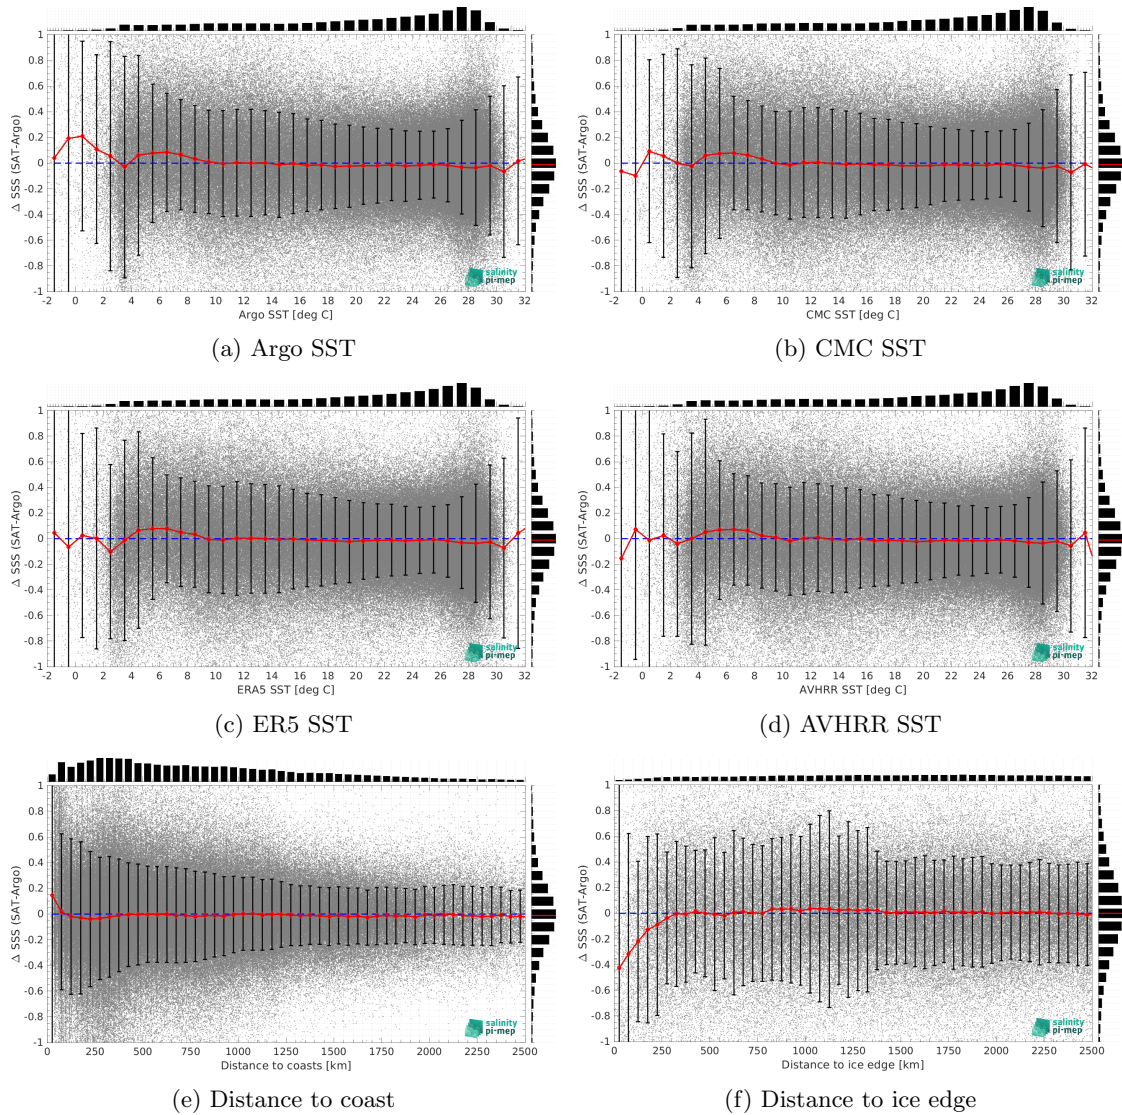 1
0.8
0.6
0.4
0.2
0
-0.2
-0.4
-0.6
-0.8
-1
Δ SSS (SAT-Argo)
-2 0 2 4 6 8 10 12 14 16 18 20 22 24 26 28 30 32
Argo SST [deg C]
salinity
pi-mep
(a) Argo SST
1
0.8
0.6
0.4
0.2
0
-0.2
-0.4
-0.6
-0.8
-1
Δ SSS (SAT-Argo)
-2 0 2 4 6 8 10 12 14 16 18 20 22 24 26 28 30 32
CMC SST [deg C]
salinity
pi-mep
(b) CMC SST
1
0.8
0.6
0.4
0.2
0
-0.2
-0.4
-0.6
-0.8
-1
Δ SSS (SAT-Argo)
-2 0 2 4 6 8 10 12 14 16 18 20 22 24 26 28 30 32
ERA5 SST [deg C]
salinity
pi-mep
(c) ER5 SST
1
0.8
0.6
0.4
0.2
0
-0.2
-0.4
-0.6
-0.8
-1
Δ SSS (SAT-Argo)
-2 0 2 4 6 8 10 12 14 16 18 20 22 24 26 28 30 32
AVHRR SST [deg C]
salinity
pi-mep
(d) AVHRR SST
1
0.8
0.6
0.4
0.2
0
-0.2
-0.4
-0.6
-0.8
-1
Δ SSS (SAT-Argo)
0 250 500 750 1000 1250 1500 1750 2000 2250 2500
Distance to coasts [km]
salinity
pi-mep
(e) Distance to coast
1
0.8
0.6
0.4
0.2
0
-0.2
-0.4
-0.6
-0.8
-1
Δ SSS (SAT-Argo)
0 250 500 750 1000 1250 1500 1750 2000 2250 2500
Distance to ice edge [km]
salinity
pi-mep
(f) Distance to ice edge